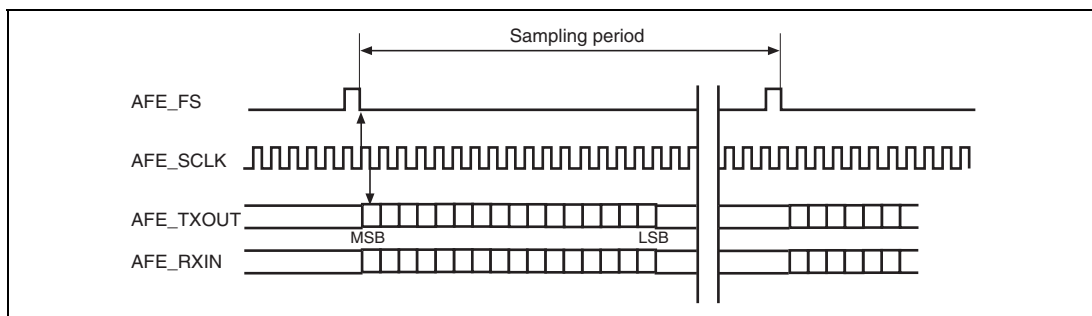 Sampling period
AFE_FS
AFE_SCLK
AFE_TXOUT
MSB
LSB
AFE_RXIN